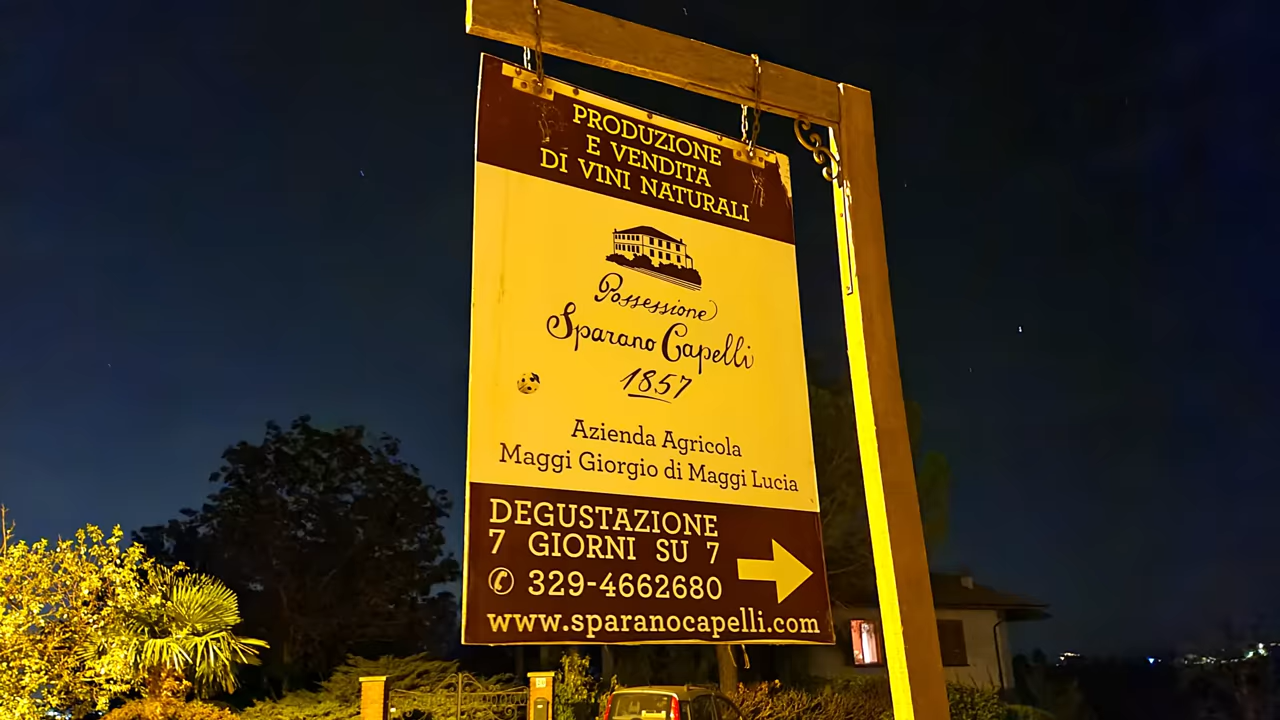 PRODUZIONE
E VENDITA
DI VINI NATURALI
Possessione
Sparano Capelli
1857
Azienda Agricola
Maggi Giorgio di Maggi Lucia
DEGUSTAZIONE
7 GIORNI SU 7
329-4662680
www.sparanocapelli.com